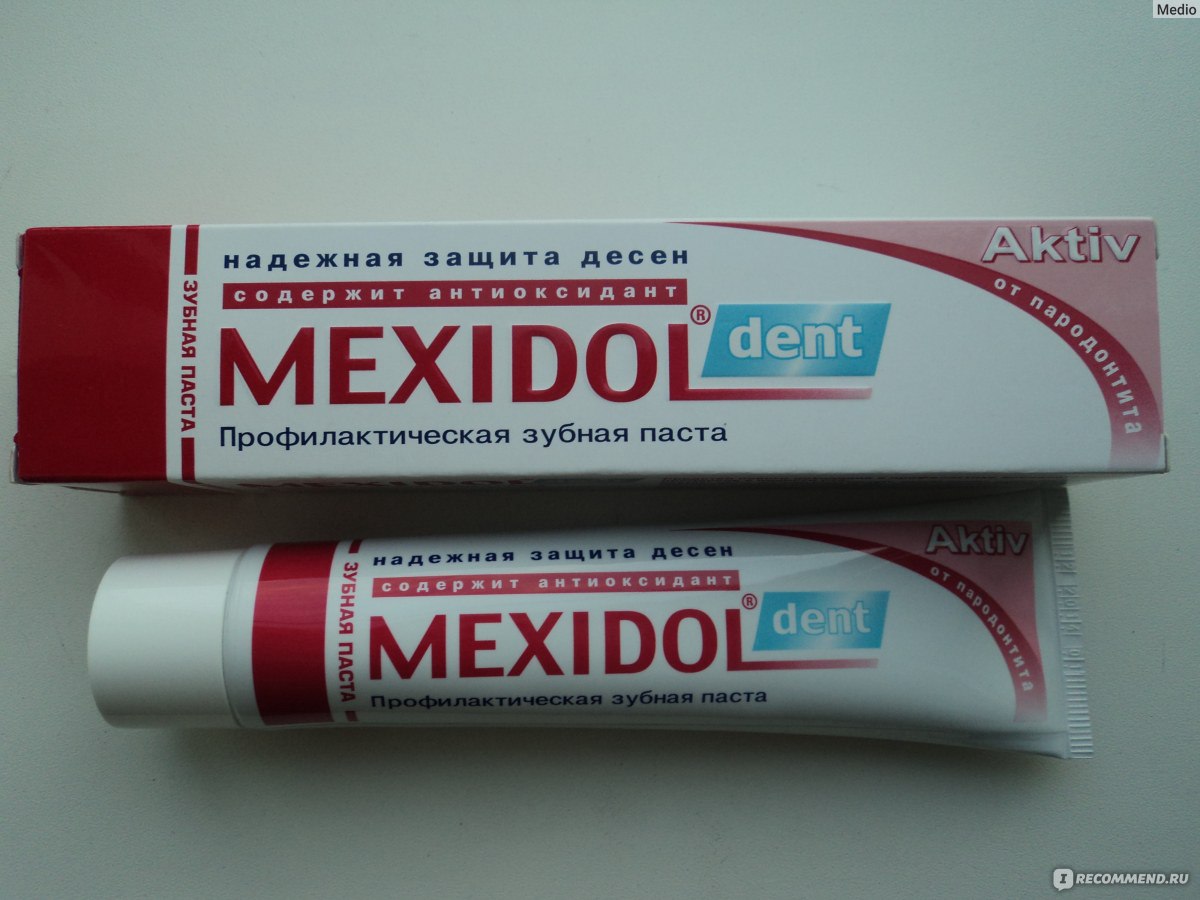 Medio
надежная защита десен
содержит антиоксидант
MEXIDOL® dent
Профилактическая зубная паста
ЗУБНАЯ ПАСТА
Aktiv
от пародонтита
надежная защита десен
содержит антиоксидант
MEXIDOL® dent
Профилактическая зубная паста
ЗУБНАЯ ПАСТА
Aktiv
от пародонтита
IRECOMMEND.RU